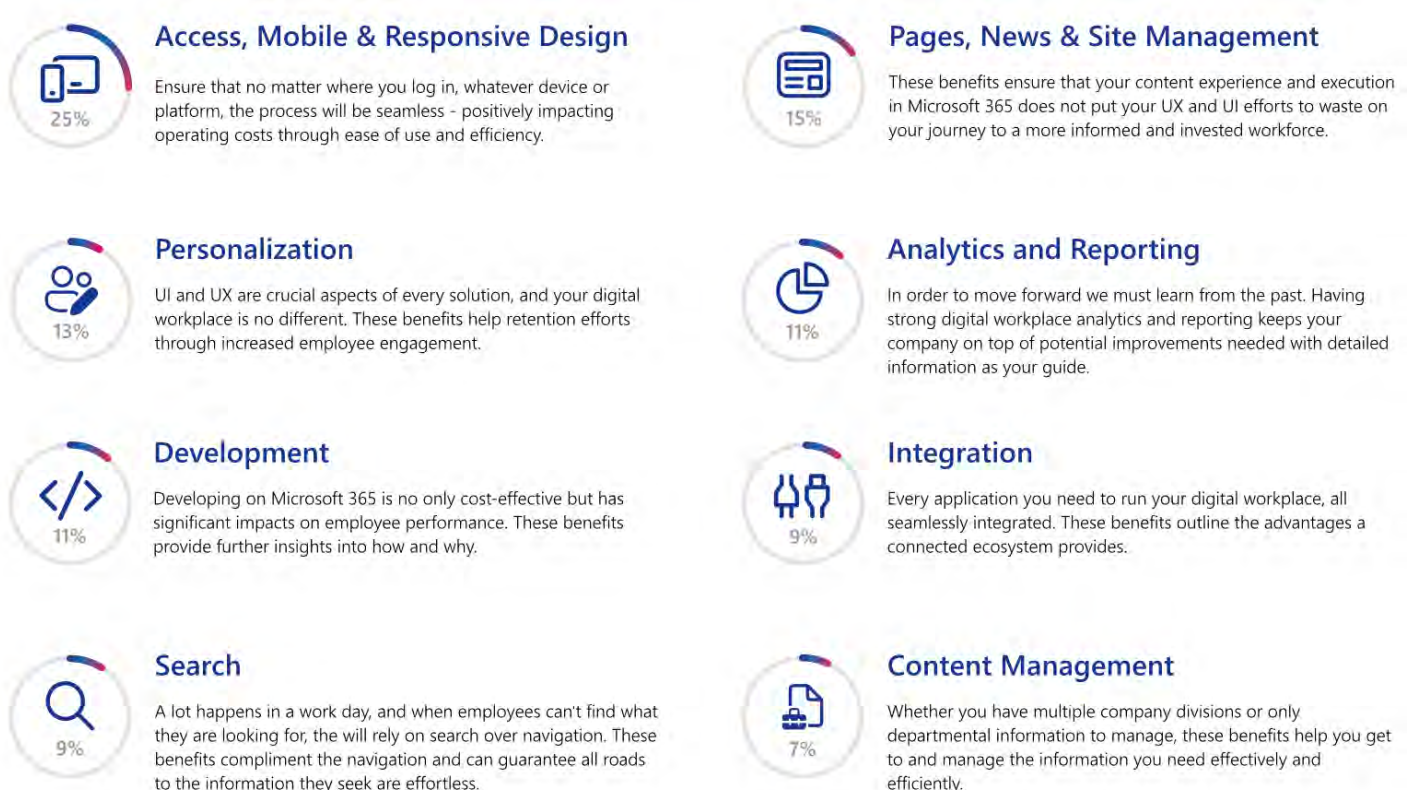 Access, Mobile & Responsive Design
Ensure that no matter where you log in, whatever device or
platform, the process will be seamless - positively impacting
operating costs through ease of use and efficiency.
25%
Pages, News & Site Management
These benefits ensure that your content experience and execution
in Microsoft 365 does not put your UX and UI efforts to waste on
your journey to a more informed and invested workforce.
15%
Personalization
UI and UX are crucial aspects of every solution, and your digital
workplace is no different. These benefits help retention efforts
through increased employee engagement.
13%
Analytics and Reporting
In order to move forward we must learn from the past. Having
strong digital workplace analytics and reporting keeps your
company on top of potential improvements needed with detailed
information as your guide.
11%
Development
Developing on Microsoft 365 is no only cost-effective but has
significant impacts on employee performance. These benefits
provide further insights into how and why.
11%
Integration
Every application you need to run your digital workplace, all
seamlessly integrated. These benefits outline the advantages a
connected ecosystem provides.
9%
Search
A lot happens in a work day, and when employees can't find what
they are looking for, the will rely on search over navigation. These
benefits compliment the navigation and can guarantee all roads
to the information they seek are effortless.
9%
Content Management
Whether you have multiple company divisions or only
departmental information to manage, these benefits help you get
to and manage the information you need effectively and
efficiently.
7%